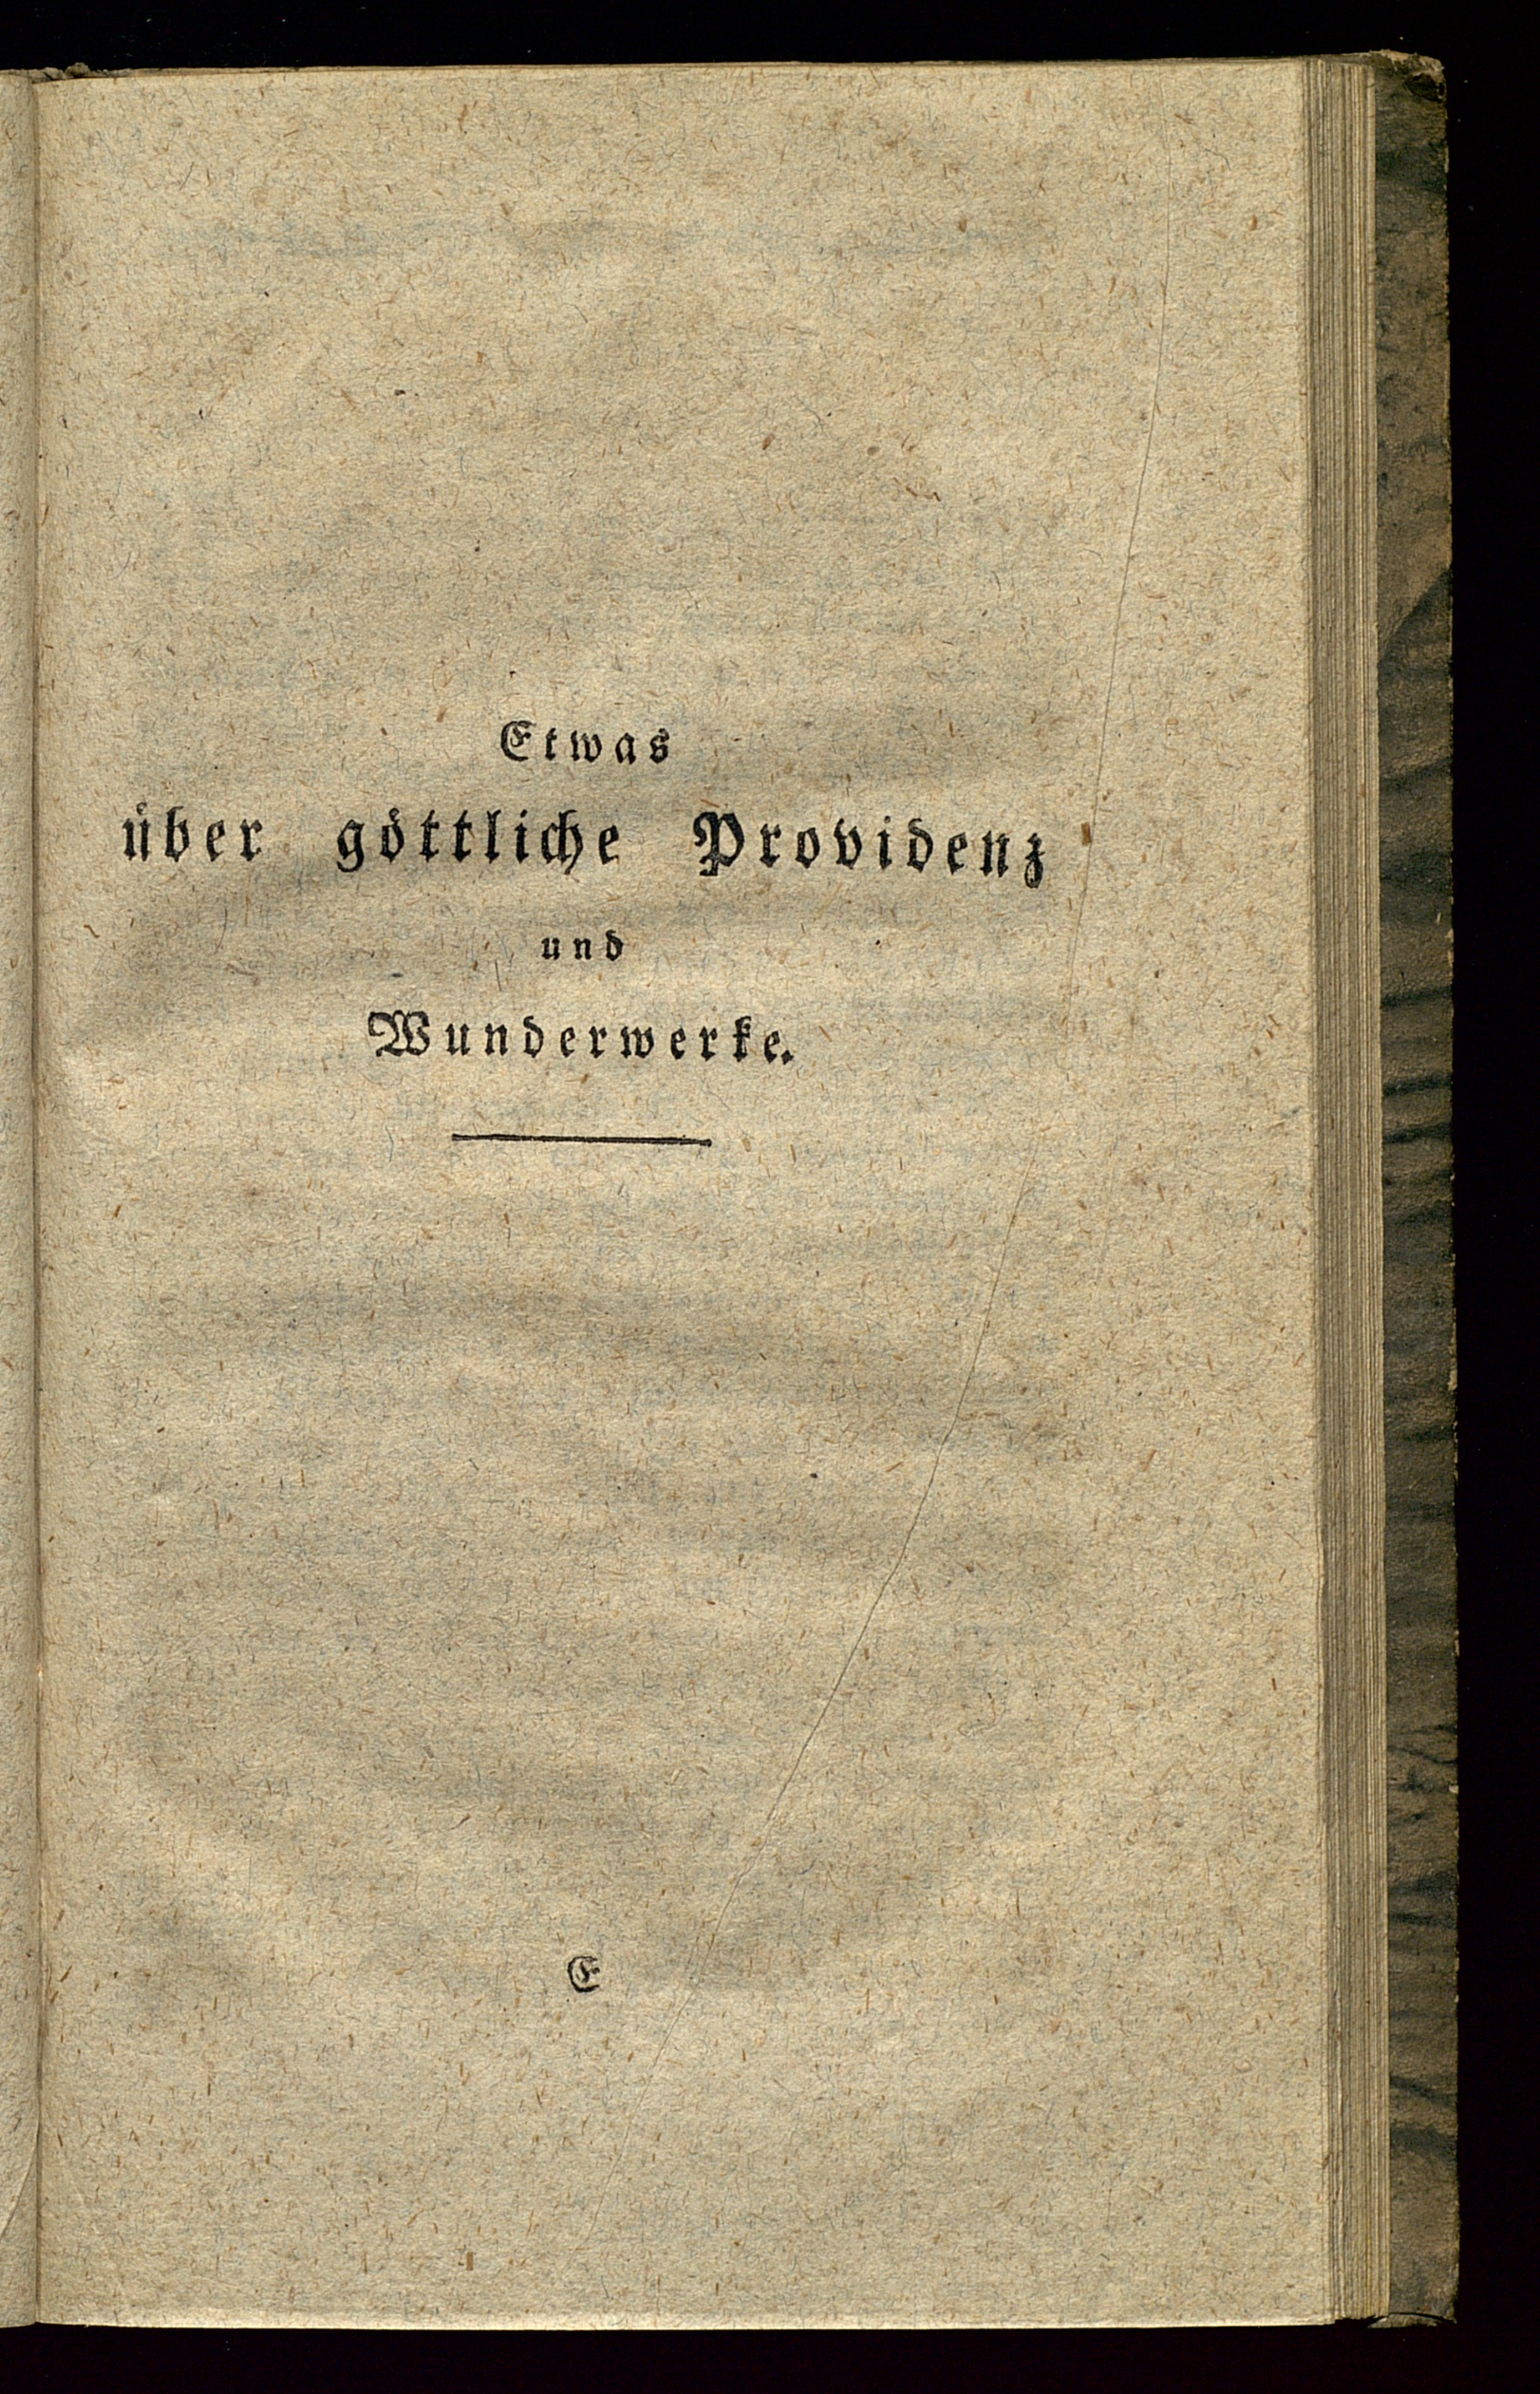 Etwas
über göttliche Providenz
und
Wunderwerke.
E